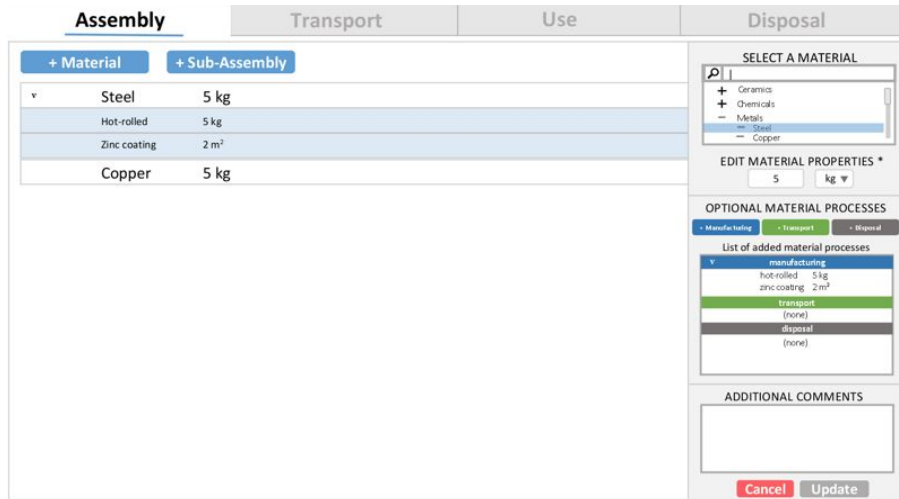 Assembly Transport Use Disposal
+ Material + Sub-Assembly
v Steel 5 kg
Hot-rolled 5 kg
Zinc coating 2 m²
Copper 5 kg
SELECT A MATERIAL
+ Ceramics
+ Chemicals
− Metals
− Steel
− Copper
EDIT MATERIAL PROPERTIES *
5 kg ▼
OPTIONAL MATERIAL PROCESSES
+ Manufacturing + Transport + Disposal
List of added material processes
v manufacturing
hot-rolled 5 kg
zinc coating 2 m²
transport
(none)
disposal
(none)
ADDITIONAL COMMENTS
Cancel Update